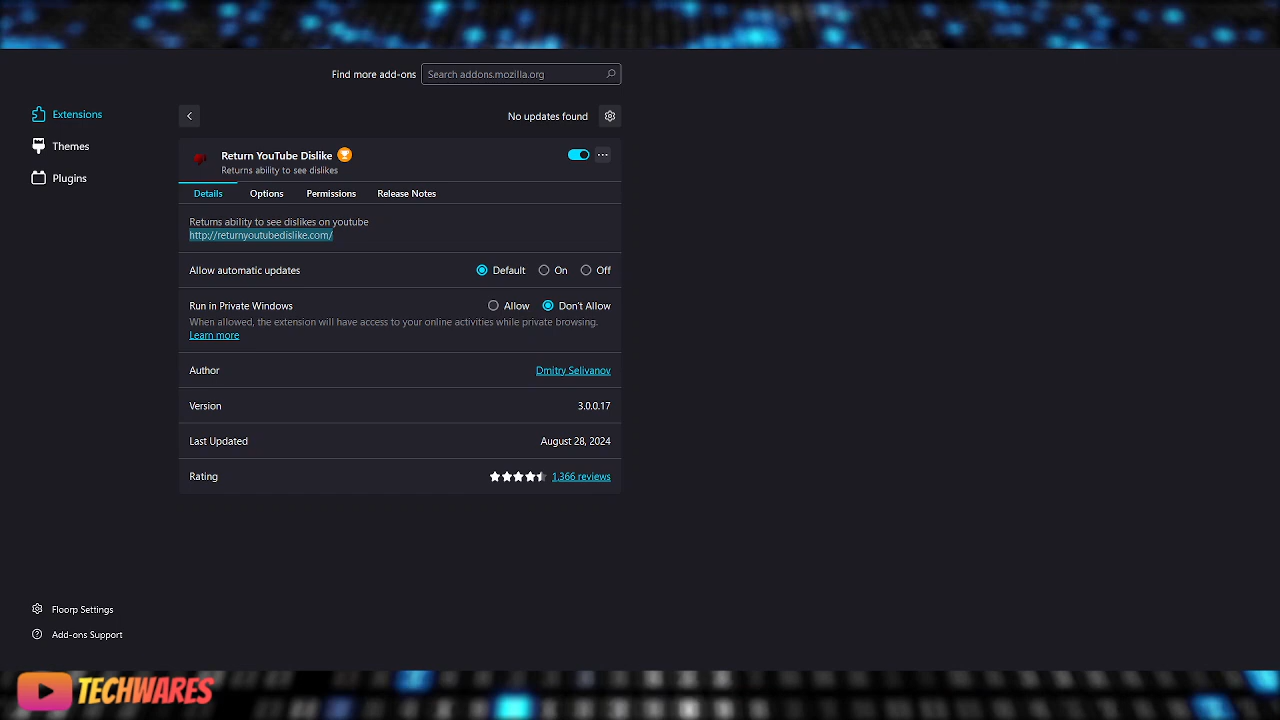 Find more add-ons
Search addons.mozilla.org
Extensions
Themes
Plugins
No updates found
Return YouTube Dislike
Returns ability to see dislikes
Details Options Permissions Release Notes
Returns ability to see dislikes on youtube
http://returnyoutubedislike.com/
Allow automatic updates Default On Off
Run in Private Windows Allow Don't Allow
When allowed, the extension will have access to your online activities while private browsing.
Learn more
Author Dmitry Selivanov
Version 3.0.0.17
Last Updated August 28, 2024
Rating 1,366 reviews
Floorp Settings
Add-ons Support
TECHWARES